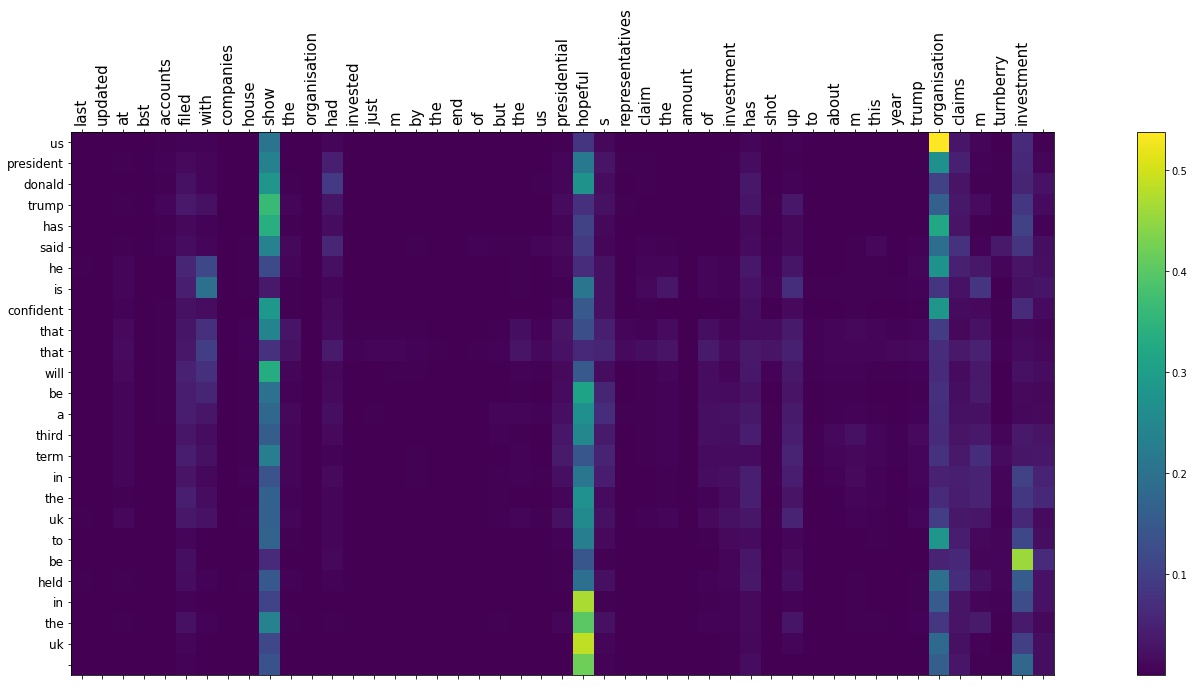 last updated at bst accounts filed with companies house show the organisation had invested just m by the end of but the us presidential hopeful s representatives claim the amount of investment has shot up to about m this year trump organisation claims m turnberry investment
us
president
donald
trump
has
said
he
is
confident
that
that
will
be
a
third
term
in
the
uk
to
be
held
in
the
uk
0.5
0.4
0.3
0.2
0.1